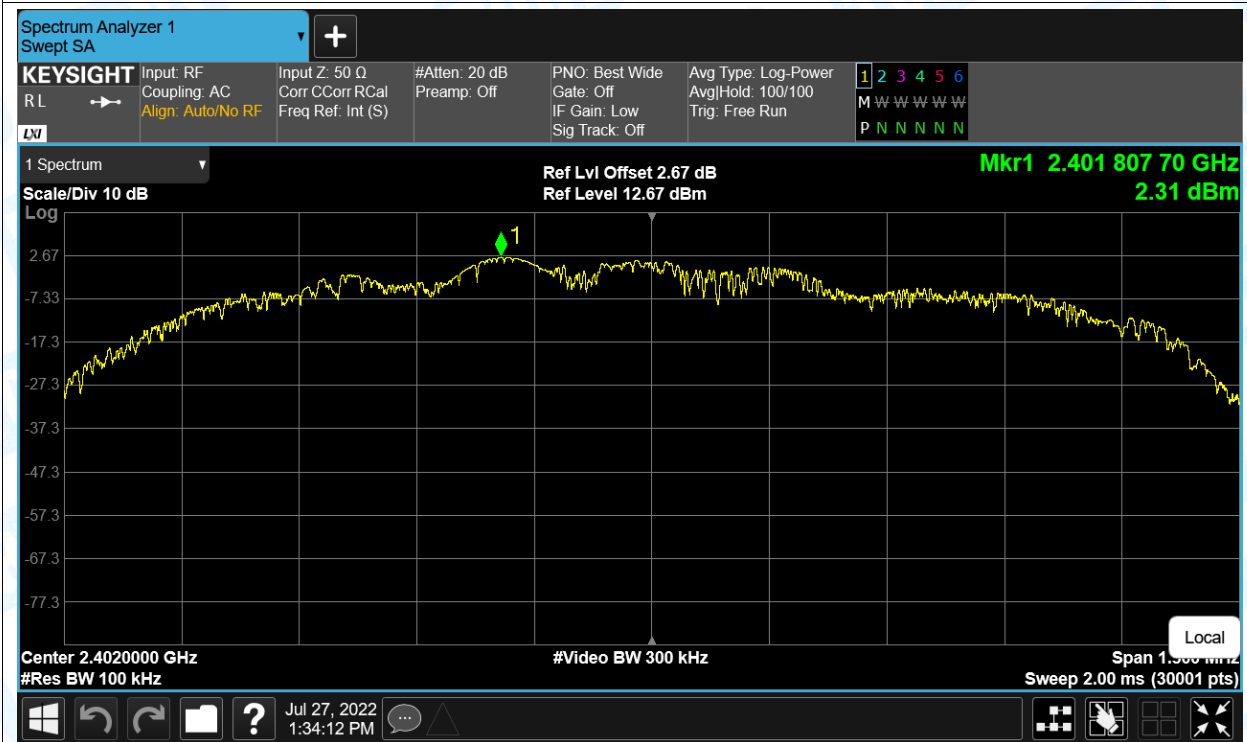 Spectrum Analyzer 1
Swept SA
KEYSIGHT
R L
LXI
Input: RF
Coupling: AC
Align: Auto/No RF
Input Z: 50 Ω
Corr CCorr RCal
Freq Ref: Int (S)
#Atten: 20 dB
Preamp: Off
PNO: Best Wide
Gate: Off
IF Gain: Low
Sig Track: Off
Avg Type: Log-Power
Avg|Hold: 100/100
Trig: Free Run
1 2 3 4 5 6
M W W W W W
P N N N N N
1 Spectrum
Scale/Div 10 dB
Log
Ref Lvl Offset 2.67 dB
Ref Level 12.67 dBm
Mkr1 2.401 807 70 GHz
2.31 dBm
1
2.67
-7.33
-17.3
-27.3
-37.3
-47.3
-57.3
-67.3
-77.3
Local
Center 2.4020000 GHz
#Video BW 300 kHz
Span
#Res BW 100 kHz
Sweep 2.00 ms (30001 pts)
?
Jul 27, 2022
1:34:12 PM